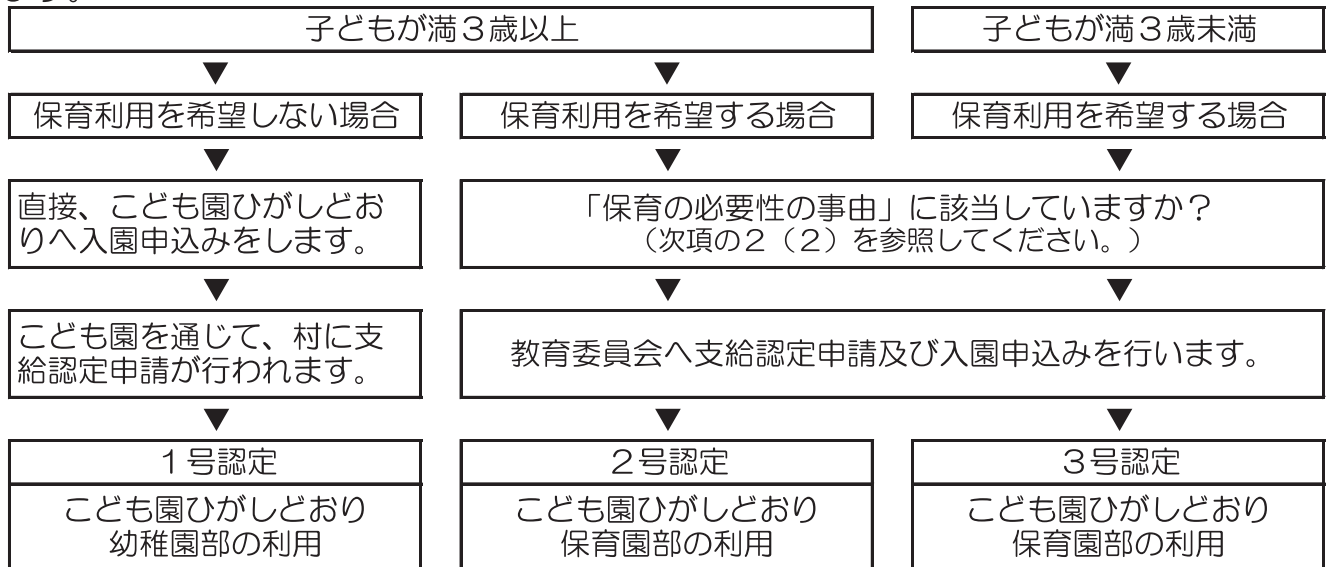 子どもが満３歳以上
子どもが満３歳未満
▼
▼
▼
保育利用を希望しない場合
保育利用を希望する場合
保育利用を希望する場合
▼
▼
▼
直接、こども園ひがしどお
りへ入園申込みをします。
「保育の必要性の事由」に該当していますか？
（次項の２（２）を参照してください。）
▼
▼
▼
こども園を通じて、村に支
給認定申請が行われます。
教育委員会へ支給認定申請及び入園申込みを行います。
▼
▼
▼
１号認定
２号認定
３号認定
こども園ひがしどおり
幼稚園部の利用
こども園ひがしどおり
保育園部の利用
こども園ひがしどおり
保育園部の利用